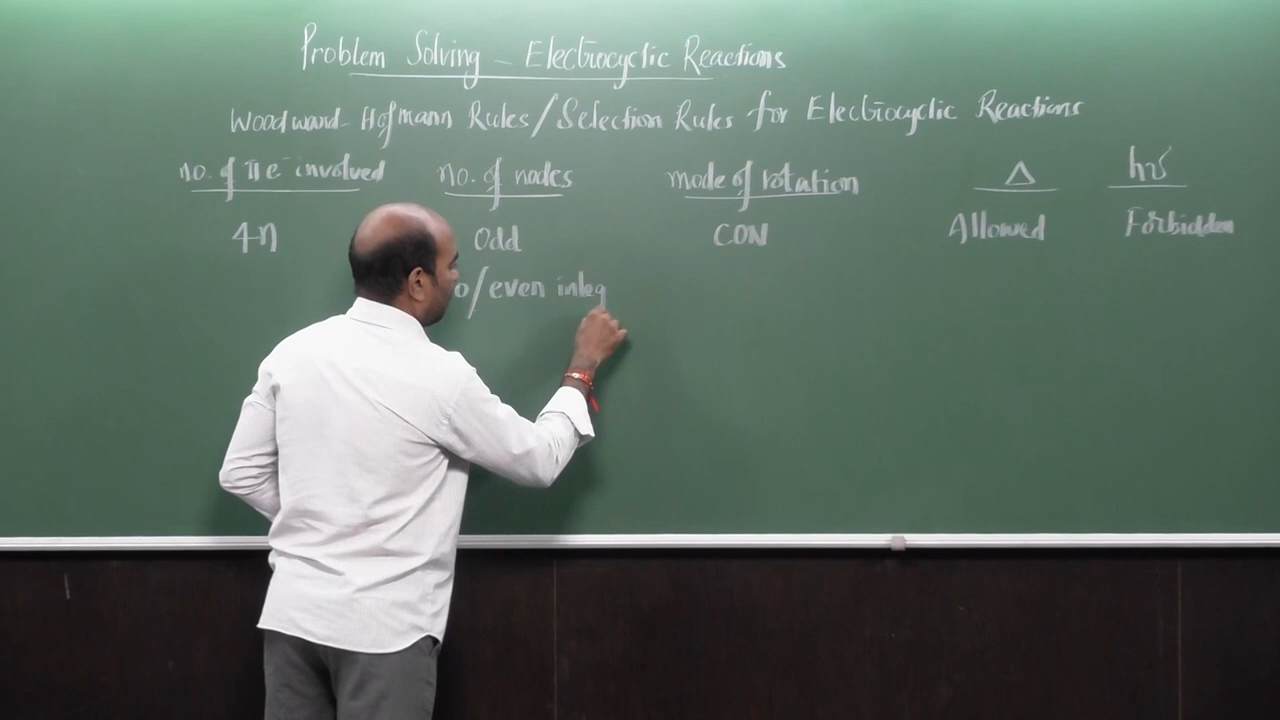 Problem Solving - Electrocyclic Reactions
Woodward-Hofmann Rules/Selection Rules for Electrocyclic Reactions
no. of π e⁻ involved no. of nodes mode of rotation Δ hν
4n Odd CON Allowed Forbidden
o/even integ